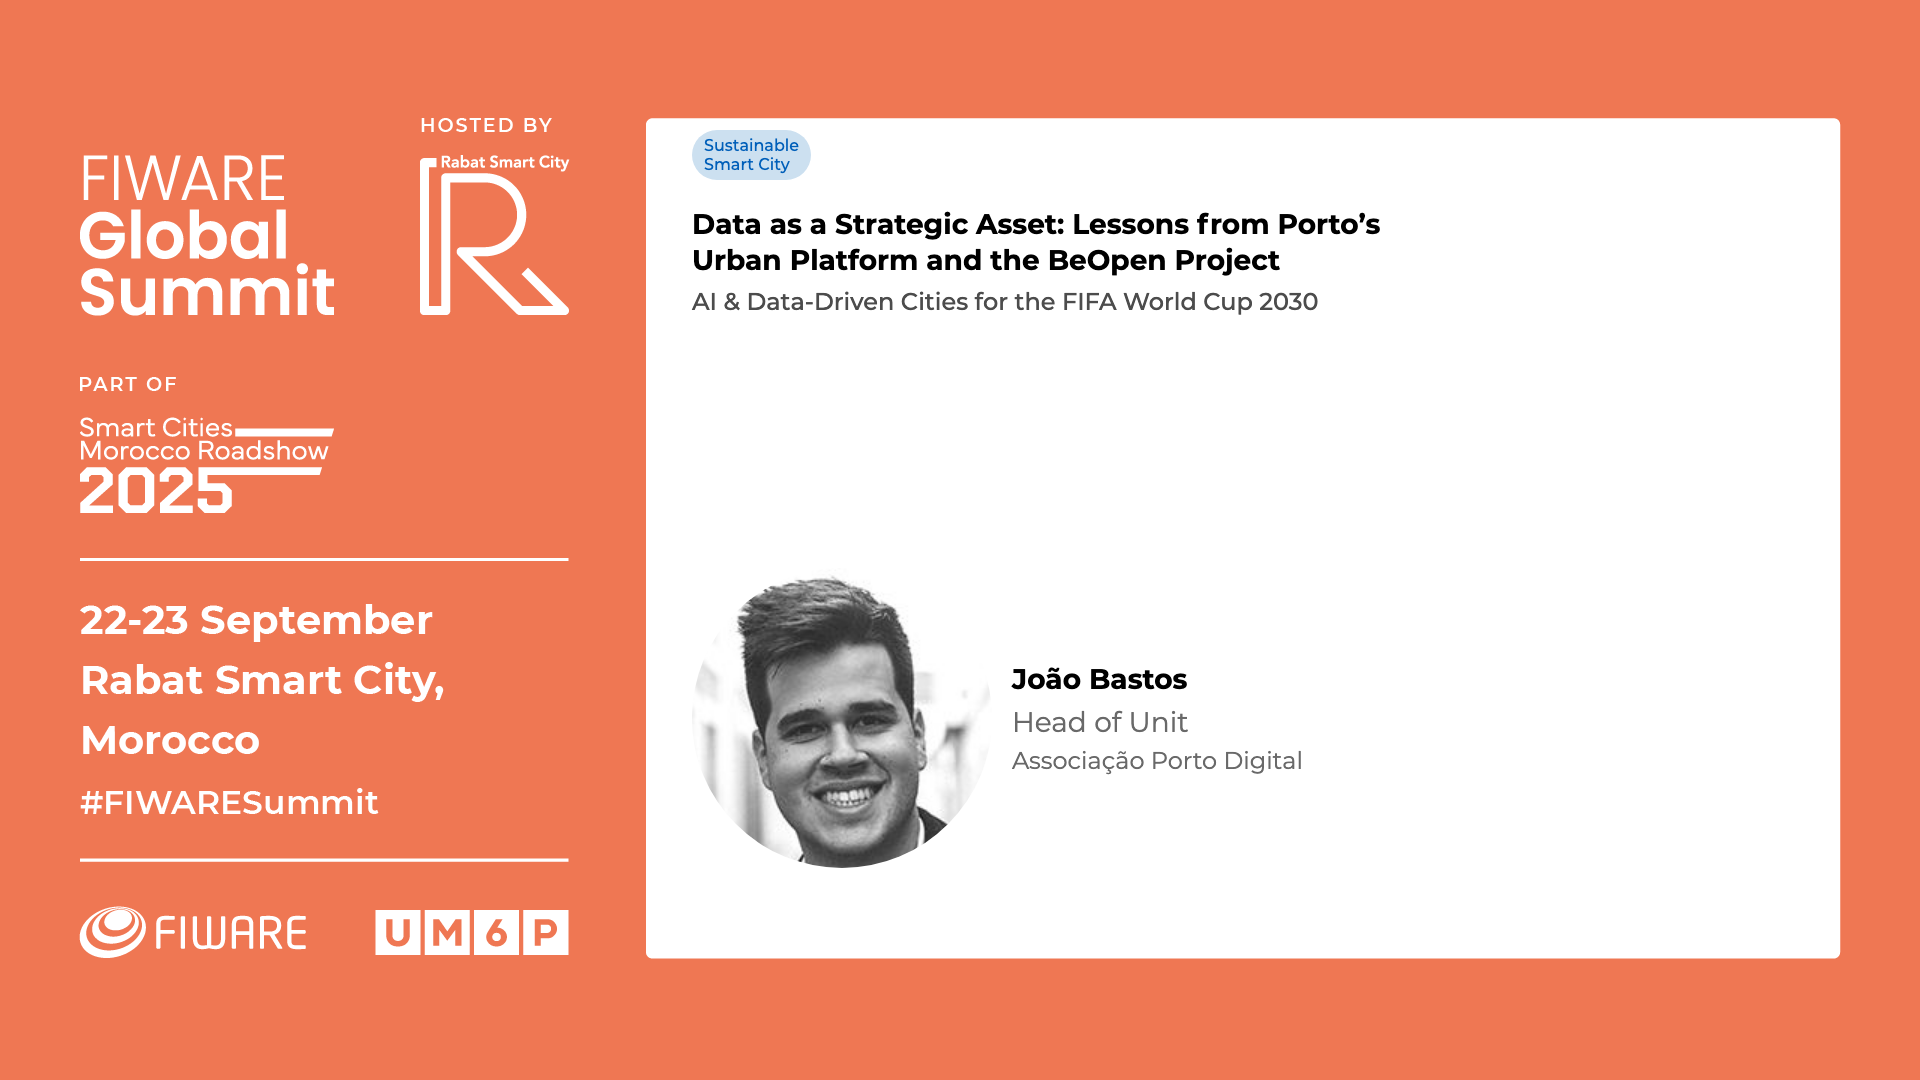 FIWARE
Global
Summit
HOSTED BY
Rabat Smart City
R
PART OF
Smart Cities
Morocco Roadshow
2025
22-23 September
Rabat Smart City,
Morocco
#FIWARESummit
FIWARE
UM6P
Sustainable
Smart City
Data as a Strategic Asset: Lessons from Porto’s
Urban Platform and the BeOpen Project
AI & Data-Driven Cities for the FIFA World Cup 2030
João Bastos
Head of Unit
Associação Porto Digital